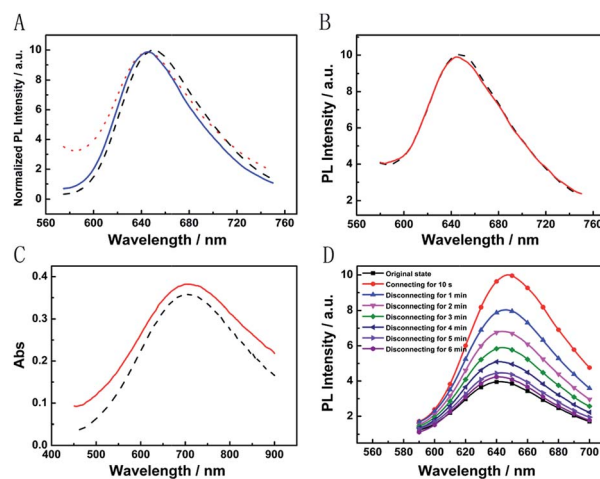 A
Normalized PL Intensity / a.u.
10
8
6
4
2
0
560 600 640 680 720 760
Wavelength / nm
B
PL Intensity / a.u.
10
8
6
4
2
560 600 640 680 720 760
Wavelength / nm
C
Abs
0.4
0.3
0.2
0.1
0.0
400 500 600 700 800 900
Wavelength / nm
D
PL Intensity / a.u.
10
8
6
4
2
Original state
Connecting for 10 s
Disconnecting for 1 min
Disconnecting for 2 min
Disconnecting for 3 min
Disconnecting for 4 min
Disconnecting for 5 min
Disconnecting for 6 min
560 580 600 620 640 660 680 700
Wavelength / nm